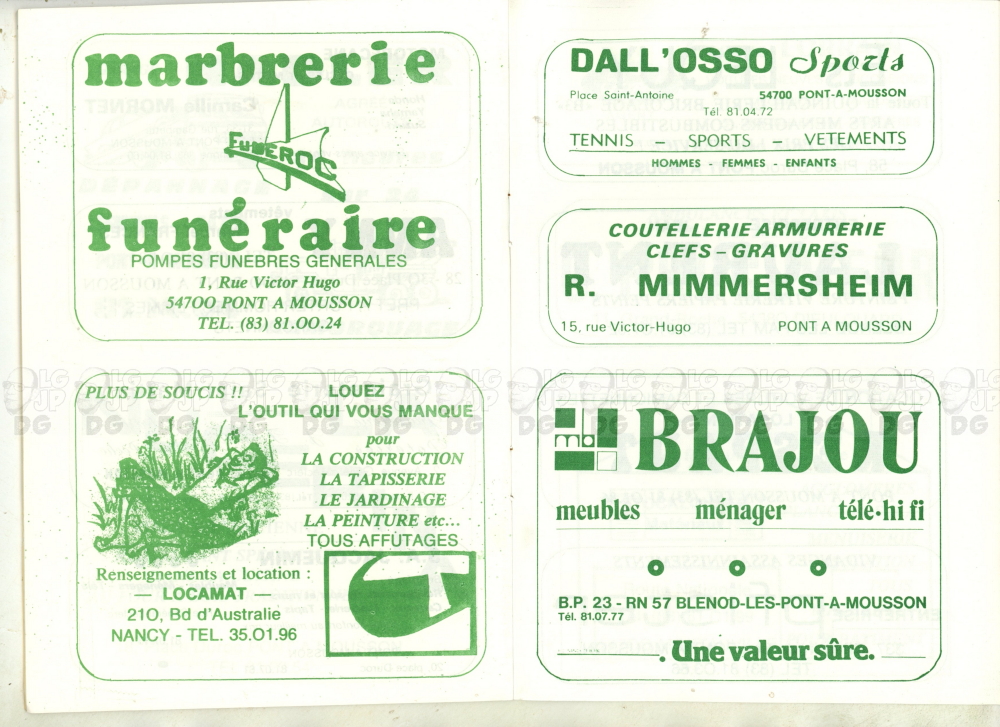 marbrerie
FUNEROC
funéraire
POMPES FUNEBRES GENERALES
1, Rue Victor Hugo
54700 PONT A MOUSSON
TEL. (83) 81.00.24
PLUS DE SOUCIS !!
LOUEZ
L'OUTIL QUI VOUS MANQUE
pour
LA CONSTRUCTION
LA TAPISSERIE
LE JARDINAGE
LA PEINTURE etc...
TOUS AFFÛTAGES
Renseignements et location :
— LOCAMAT —
210, Bd d'Australie
NANCY - TEL. 35.01.96
DALL'OSSO Sports
Place Saint-Antoine 54700 PONT-A-MOUSSON
Tél. 81.04.72
TENNIS – SPORTS – VETEMENTS
HOMMES - FEMMES - ENFANTS
COUTELLERIE ARMURERIE
CLEFS – GRAVURES
R. MIMMERSHEIM
15, rue Victor-Hugo PONT A MOUSSON
mb BRAJOU
meubles ménager télé·hi fi
B.P. 23 - RN 57 BLENOD-LES-PONT-A-MOUSSON
Tél. 81.07.77
. Une valeur sûre.
LG JP DG